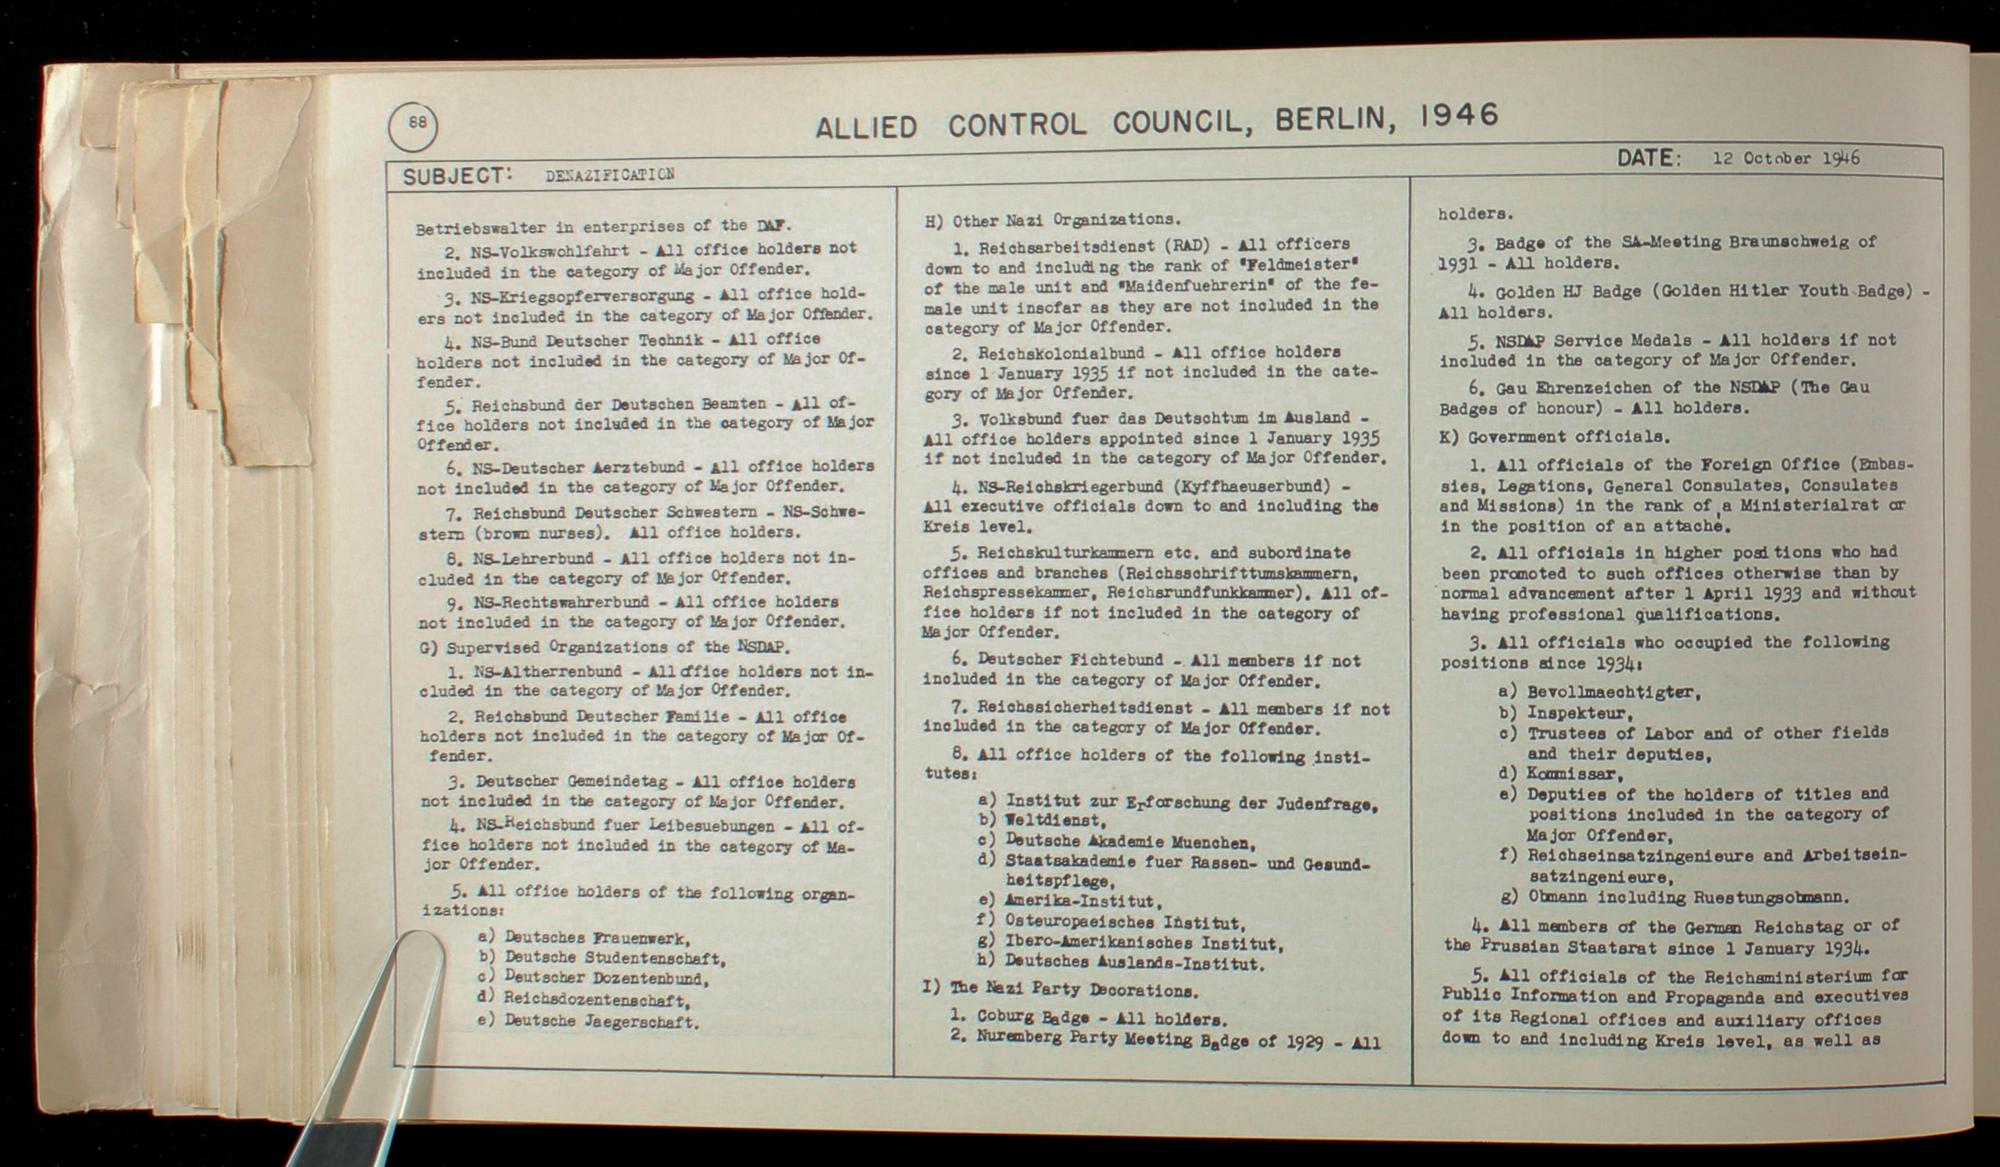 88
ALLIED CONTROL COUNCIL, BERLIN, 1946
SUBJECT: DENAZIFICATION
DATE: 12 October 1946
Betriebswalter in enterprises of the DAF.
2. NS-Volkswohlfahrt - All office holders not
included in the category of Major Offender.
3. NS-Kriegsopferversorgung - All office hold-
ers not included in the category of Major Offender.
4. NS-Bund Deutscher Technik - All office
holders not included in the category of Major Of-
fender.
5. Reichsbund der Deutschen Beamten - All of-
fice holders not included in the category of Major
Offender.
6. NS-Deutscher Aerztebund - All office holders
not included in the category of Major Offender.
7. Reichsbund Deutscher Schwestern - NS-Schwe-
stern (brown nurses). All office holders.
8. NS-Lehrerbund - All office holders not in-
cluded in the category of Major Offender.
9. NS-Rechtswahrerbund - All office holders
not included in the category of Major Offender.
G) Supervised Organizations of the NSDAP.
1. NS-Altherrenbund - All office holders not in-
cluded in the category of Major Offender.
2. Reichsbund Deutscher Familie - All office
holders not included in the category of Major Of-
fender.
3. Deutscher Gemeindetag - All office holders
not included in the category of Major Offender.
4. NS-Reichsbund fuer Leibesuebungen - All of-
fice holders not included in the category of Ma-
jor Offender.
5. All office holders of the following organ-
izations:
a) Deutsches Frauenwerk,
b) Deutsche Studentenschaft,
c) Deutscher Dozentenbund,
d) Reichsdozentenschaft,
e) Deutsche Jaegerschaft.
H) Other Nazi Organizations.
1. Reichsarbeitsdienst (RAD) - All officers
down to and including the rank of "Feldmeister"
of the male unit and "Maidenfuehrerin" of the fe-
male unit insofar as they are not included in the
category of Major Offender.
2. Reichskolonialbund - All office holders
since 1 January 1935 if not included in the cate-
gory of Major Offender.
3. Volksbund fuer das Deutschtum im Ausland -
All office holders appointed since 1 January 1935
if not included in the category of Major Offender.
4. NS-Reichskriegerbund (Kyffhaeuserbund) -
All executive officials down to and including the
Kreis level.
5. Reichskulturkammern etc. and subordinate
offices and branches (Reichsschrifttumskammern,
Reichspressekammer, Reichsrundfunkkammer). All of-
fice holders if not included in the category of
Major Offender.
6. Deutscher Fichtebund - All members if not
included in the category of Major Offender.
7. Reichssicherheitsdienst - All members if not
included in the category of Major Offender.
8. All office holders of the following insti-
tutes:
a) Institut zur Erforschung der Judenfrage,
b) Weltdienst,
c) Deutsche Akademie Muenchen,
d) Staatsakademie fuer Rassen- und Gesund-
heitspflege,
e) Amerika-Institut,
f) Osteuropaeisches Institut,
g) Ibero-Amerikanisches Institut,
h) Deutsches Auslands-Institut.
I) The Nazi Party Decorations.
1. Coburg Badge - All holders.
2. Nuremberg Party Meeting Badge of 1929 - All
holders.
3. Badge of the SA-Meeting Braunschweig of
1931 - All holders.
4. Golden HJ Badge (Golden Hitler Youth Badge) -
All holders.
5. NSDAP Service Medals - All holders if not
included in the category of Major Offender.
6. Gau Ehrenzeichen of the NSDAP (The Gau
Badges of honour) - All holders.
K) Government officials.
1. All officials of the Foreign Office (Embas-
sies, Legations, General Consulates, Consulates
and Missions) in the rank of a Ministerialrat or
in the position of an attaché.
2. All officials in higher positions who had
been promoted to such offices otherwise than by
normal advancement after 1 April 1933 and without
having professional qualifications.
3. All officials who occupied the following
positions since 1934:
a) Bevollmaechtigter,
b) Inspekteur,
c) Trustees of Labor and of other fields
and their deputies,
d) Kommissar,
e) Deputies of the holders of titles and
positions included in the category of
Major Offender,
f) Reichseinsatzingenieure and Arbeitsein-
satzingenieure,
g) Obmann including Ruestungsobmann.
4. All members of the German Reichstag or of
the Prussian Staatsrat since 1 January 1934.
5. All officials of the Reichsministerium for
Public Information and Propaganda and executives
of its Regional offices and auxiliary offices
down to and including Kreis level, as well as